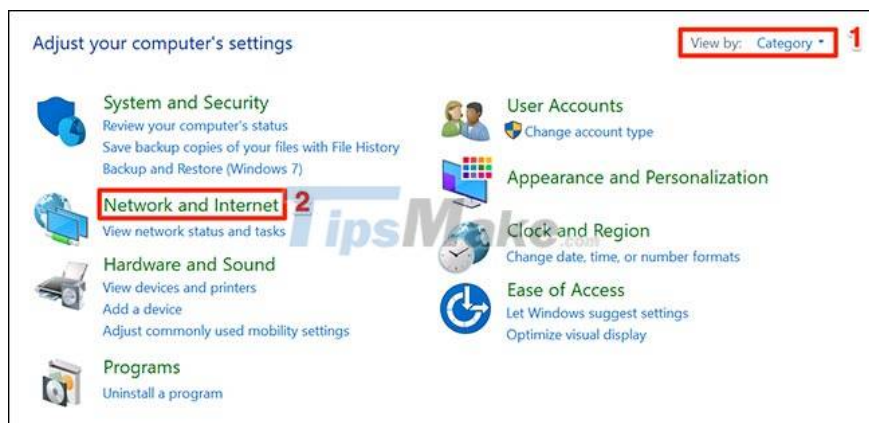 Adjust your computer's settings
View by: Category 1
System and Security
Review your computer's status
Save backup copies of your files with File History
Backup and Restore (Windows 7)
Network and Internet 2
View network status and tasks
Hardware and Sound
View devices and printers
Add a device
Adjust commonly used mobility settings
Programs
Uninstall a program
User Accounts
Change account type
Appearance and Personalization
Clock and Region
Change date, time, or number formats
Ease of Access
Let Windows suggest settings
Optimize visual display
TipsMake.com